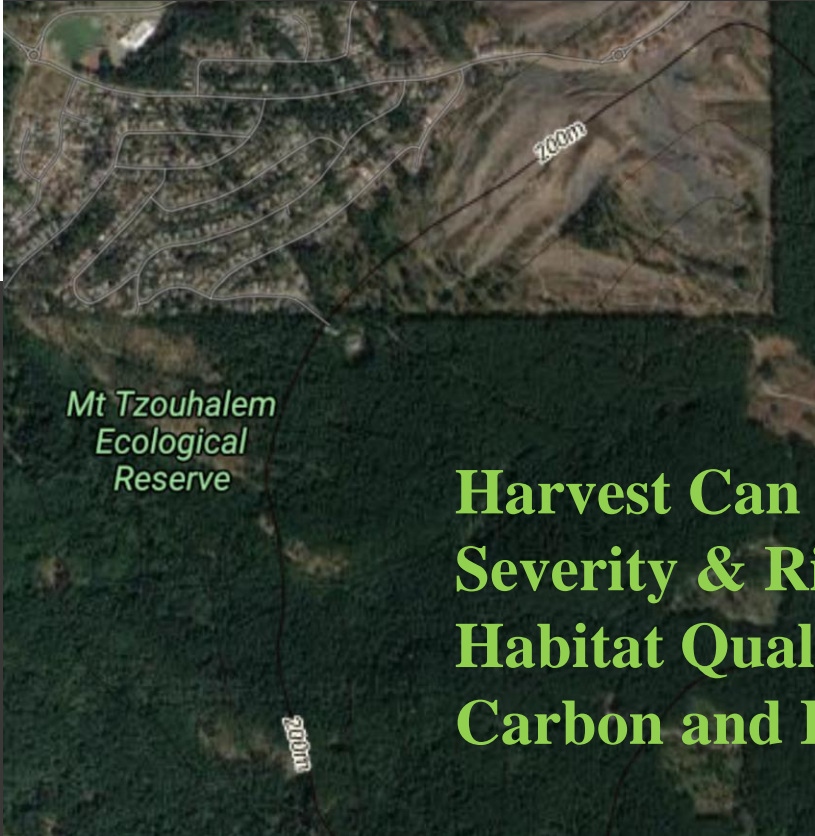 200m
Mt Tzouhalem
Ecological
Reserve
Harvest Can
Severity & Ri
Habitat Qual
Carbon and
200m